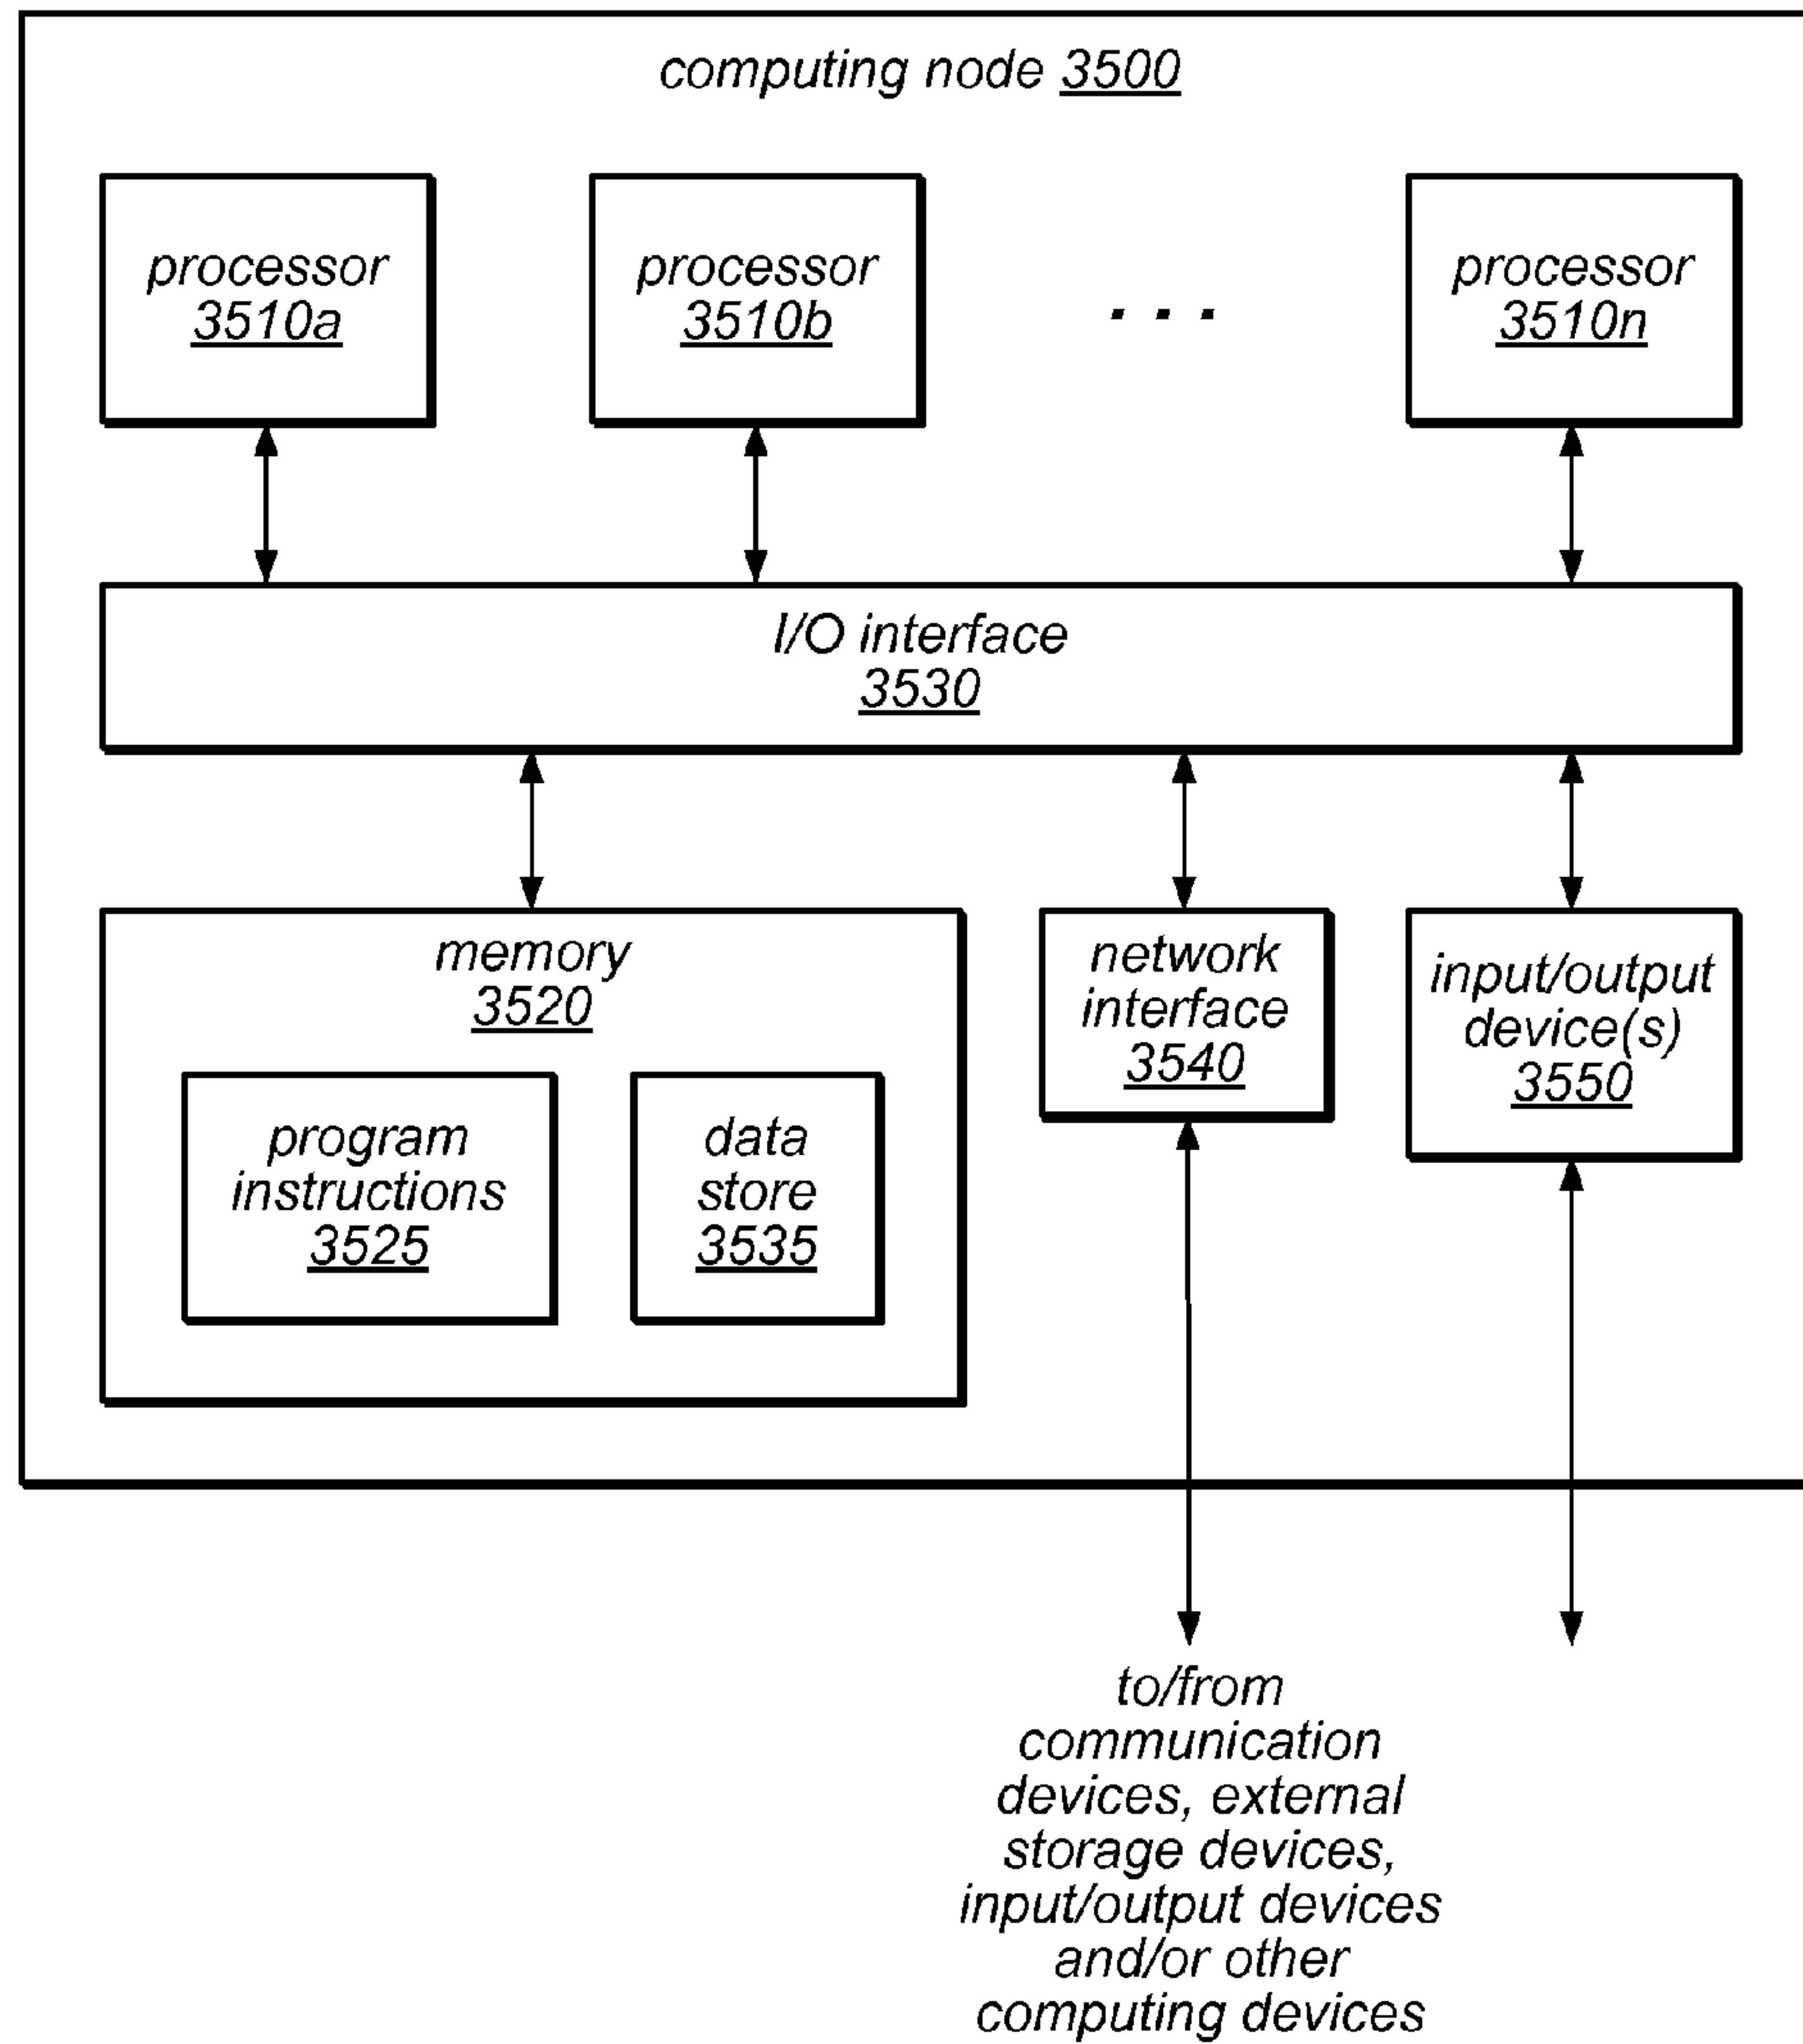 computing node 3500
processor
3510a
processor
3510b
. . .
processor
3510n
I/O interface
3530
memory
3520
program
instructions
3525
data
store
3535
network
interface
3540
input/output
device(s)
3550
to/from
communication
devices, external
storage devices,
input/output devices
and/or other
computing devices